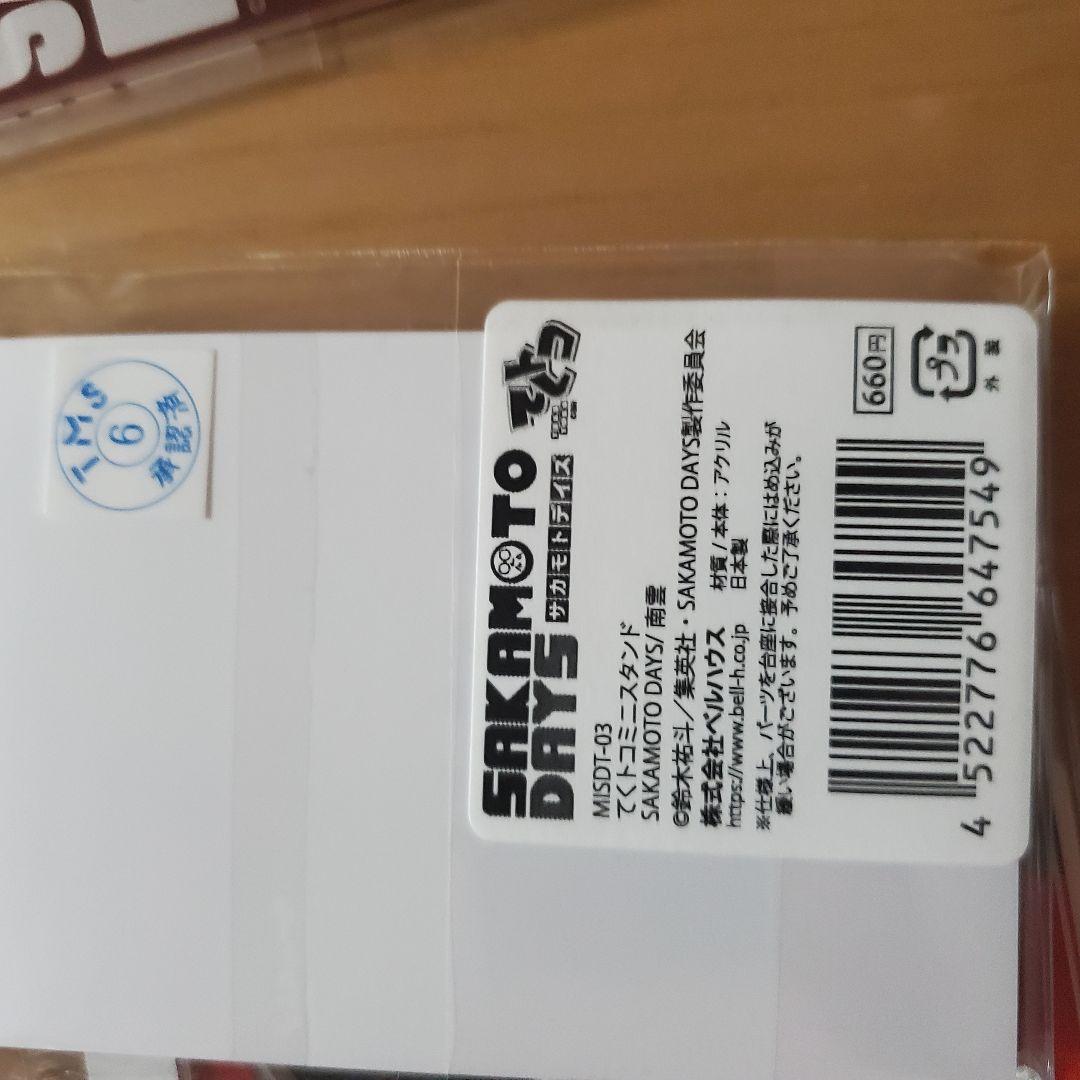 TMS
6
承認済
SAKAMOTO
DAYS サカモトデイズ
てくトコ
MISDT-03
てくトコミニスタンド
SAKAMOTO DAYS/ 南雲
©鈴木祐斗／集英社・SAKAMOTO DAYS製作委員会
株式会社ベルハウス 材質 / 本体：アクリル
https://www.bell-h.co.jp 日本製
※仕様上、パーツを台座に接合した際にはめ込みが
緩い場合がございます。予めご了承ください。
660円
プラ
外 装
4 522776 647549